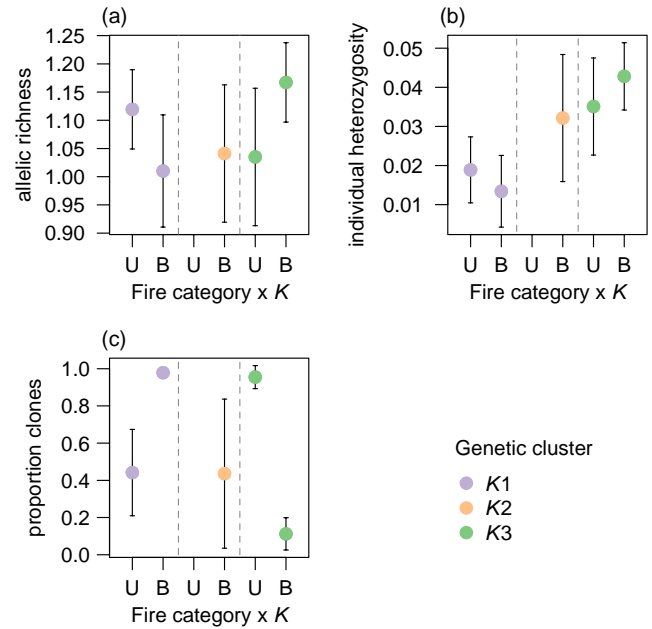 (a)
allelic richness
1.25
1.20
1.15
1.10
1.05
1.00
0.95
0.90
U B U B U B
Fire category x K
(b)
individual heterozygosity
0.05
0.04
0.03
0.02
0.01
U B U B U B
Fire category x K
(c)
proportion clones
1.0
0.8
0.6
0.4
0.2
0.0
U B U B U B
Fire category x K
Genetic cluster
K1
K2
K3